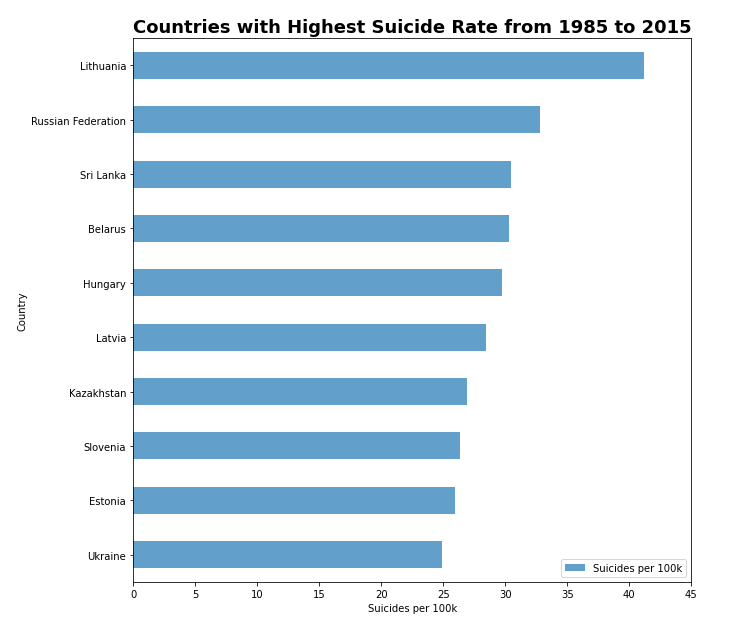 Countries with Highest Suicide Rate from 1985 to 2015
Lithuania
Russian Federation
Sri Lanka
Belarus
Hungary
Country
Latvia
Kazakhstan
Slovenia
Estonia
Ukraine
Suicides per 100k
0 5 10 15 20 25 30 35 40 45
Suicides per 100k